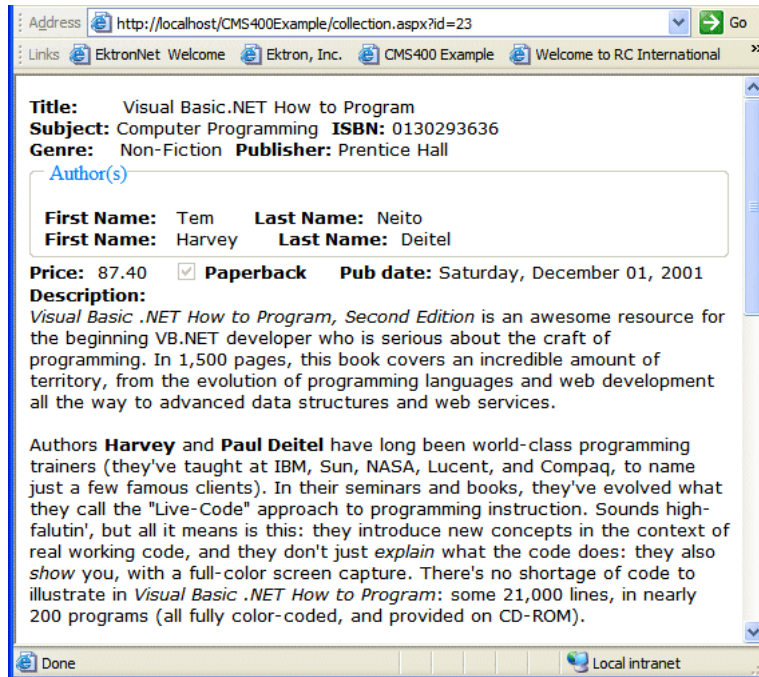 Address http://localhost/CMS400Example/collection.aspx?id=23 Go
Links EktronNet Welcome Ektron, Inc. CMS400 Example Welcome to RC International »
Title: Visual Basic.NET How to Program
Subject: Computer Programming ISBN: 0130293636
Genre: Non-Fiction Publisher: Prentice Hall
Author(s)
First Name: Tem Last Name: Neito
First Name: Harvey Last Name: Deitel
Price: 87.40 Paperback Pub date: Saturday, December 01, 2001
Description:
Visual Basic .NET How to Program, Second Edition is an awesome resource for
the beginning VB.NET developer who is serious about the craft of
programming. In 1,500 pages, this book covers an incredible amount of
territory, from the evolution of programming languages and web development
all the way to advanced data structures and web services.
Authors Harvey and Paul Deitel have long been world-class programming
trainers (they've taught at IBM, Sun, NASA, Lucent, and Compaq, to name
just a few famous clients). In their seminars and books, they've evolved what
they call the "Live-Code" approach to programming instruction. Sounds high-
falutin', but all it means is this: they introduce new concepts in the context of
real working code, and they don't just explain what the code does: they also
show you, with a full-color screen capture. There's no shortage of code to
illustrate in Visual Basic .NET How to Program: some 21,000 lines, in nearly
200 programs (all fully color-coded, and provided on CD-ROM).
Done Local intranet